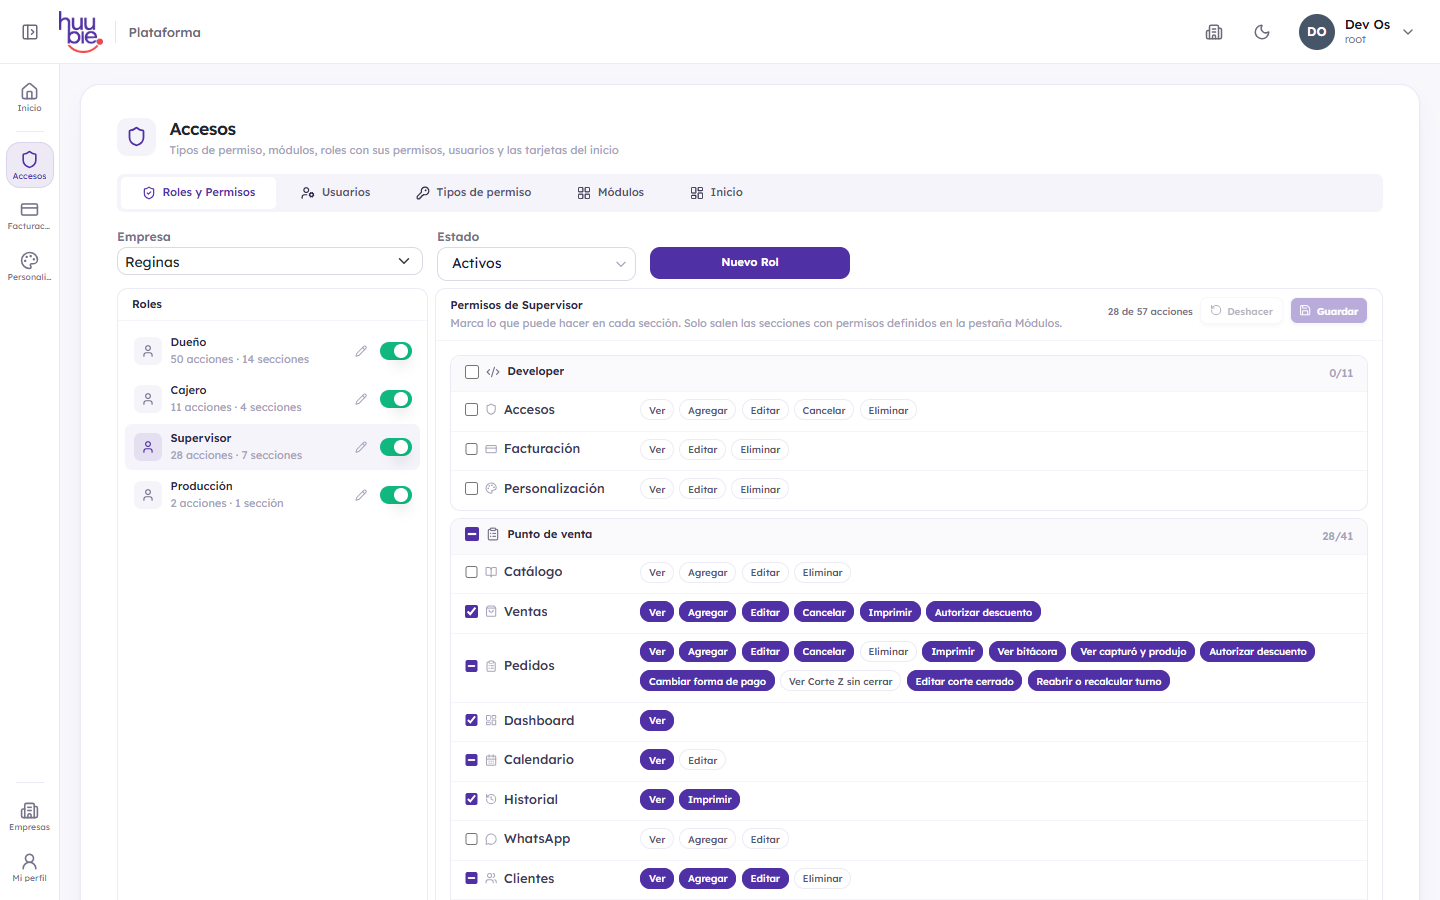 huu
bie.
Plataforma
DO
Dev Os
root
Inicio
Accesos
Facturac...
Personali...
Empresas
Mi perfil
Accesos
Tipos de permiso, módulos, roles con sus permisos, usuarios y las tarjetas del inicio
Roles y Permisos
Usuarios
Tipos de permiso
Módulos
Inicio
Empresa
Reginas
Estado
Activos
Nuevo Rol
Roles
Dueño
50 acciones · 14 secciones
Cajero
11 acciones · 4 secciones
Supervisor
28 acciones · 7 secciones
Producción
2 acciones · 1 sección
Permisos de Supervisor
Marca lo que puede hacer en cada sección. Solo salen las secciones con permisos definidos en la pestaña Módulos.
28 de 57 acciones
Deshacer
Guardar
Developer 0/11
Accesos Ver Agregar Editar Cancelar Eliminar
Facturación Ver Editar Eliminar
Personalización Ver Editar Eliminar
Punto de venta 28/41
Catálogo Ver Agregar Editar Eliminar
Ventas Ver Agregar Editar Cancelar Imprimir Autorizar descuento
Pedidos Ver Agregar Editar Cancelar Eliminar Imprimir Ver bitácora Ver capturó y produjo Autorizar descuento
Cambiar forma de pago Ver Corte Z sin cerrar Editar corte cerrado Reabrir o recalcular turno
Dashboard Ver
Calendario Ver Editar
Historial Ver Imprimir
WhatsApp Ver Agregar Editar
Clientes Ver Agregar Editar Eliminar